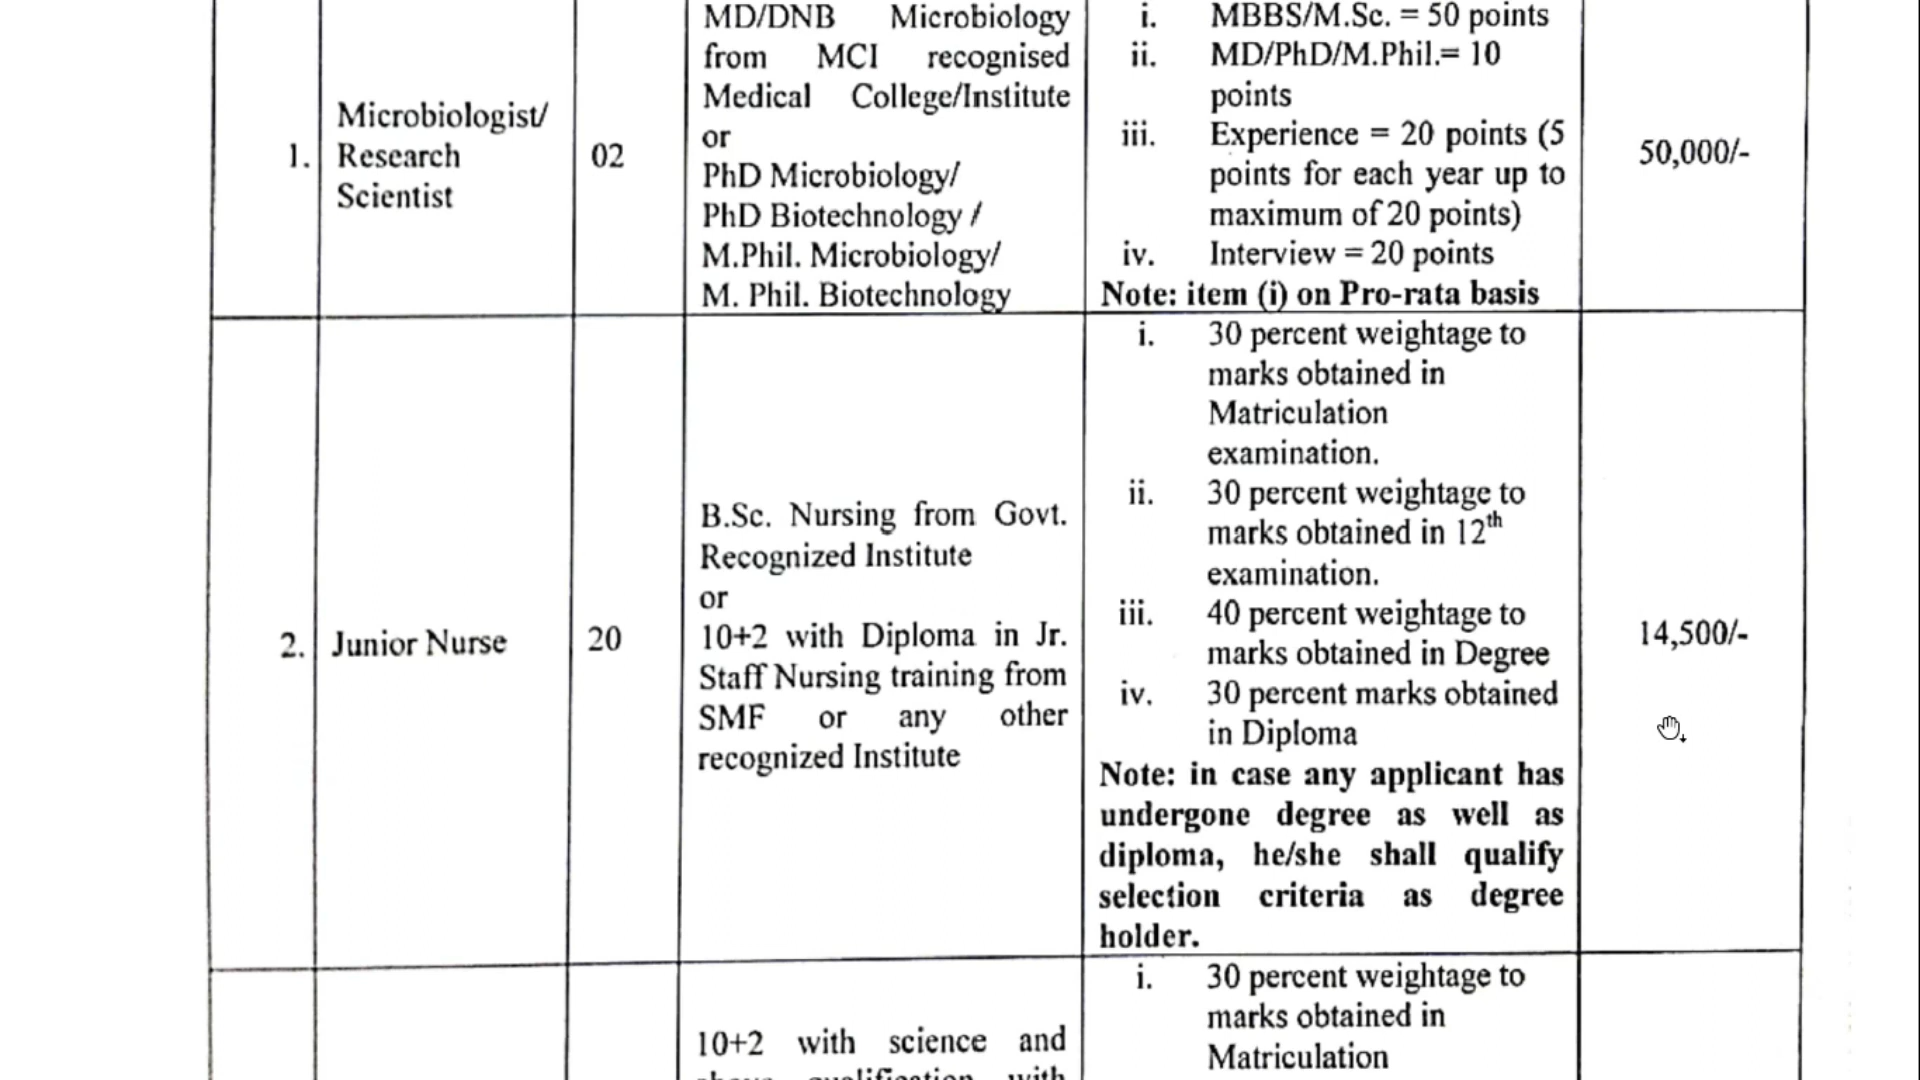 1.
Microbiologist/
Research
Scientist
02
MD/DNB Microbiology
from MCI recognised
Medical College/Institute
or
PhD Microbiology/
PhD Biotechnology /
M.Phil. Microbiology/
M. Phil. Biotechnology
i. MBBS/M.Sc. = 50 points
ii. MD/PhD/M.Phil.= 10
points
iii. Experience = 20 points (5
points for each year up to
maximum of 20 points)
iv. Interview = 20 points
Note: item (i) on Pro-rata basis
50,000/-
2.
Junior Nurse
20
B.Sc. Nursing from Govt.
Recognized Institute
or
10+2 with Diploma in Jr.
Staff Nursing training from
SMF or any other
recognized Institute
i. 30 percent weightage to
marks obtained in
Matriculation
examination.
ii. 30 percent weightage to
marks obtained in 12th
examination.
iii. 40 percent weightage to
marks obtained in Degree
iv. 30 percent marks obtained
in Diploma
Note: in case any applicant has
undergone degree as well as
diploma, he/she shall qualify
selection criteria as degree
holder.
14,500/-
10+2 with science and
qualification with
i. 30 percent weightage to
marks obtained in
Matriculation